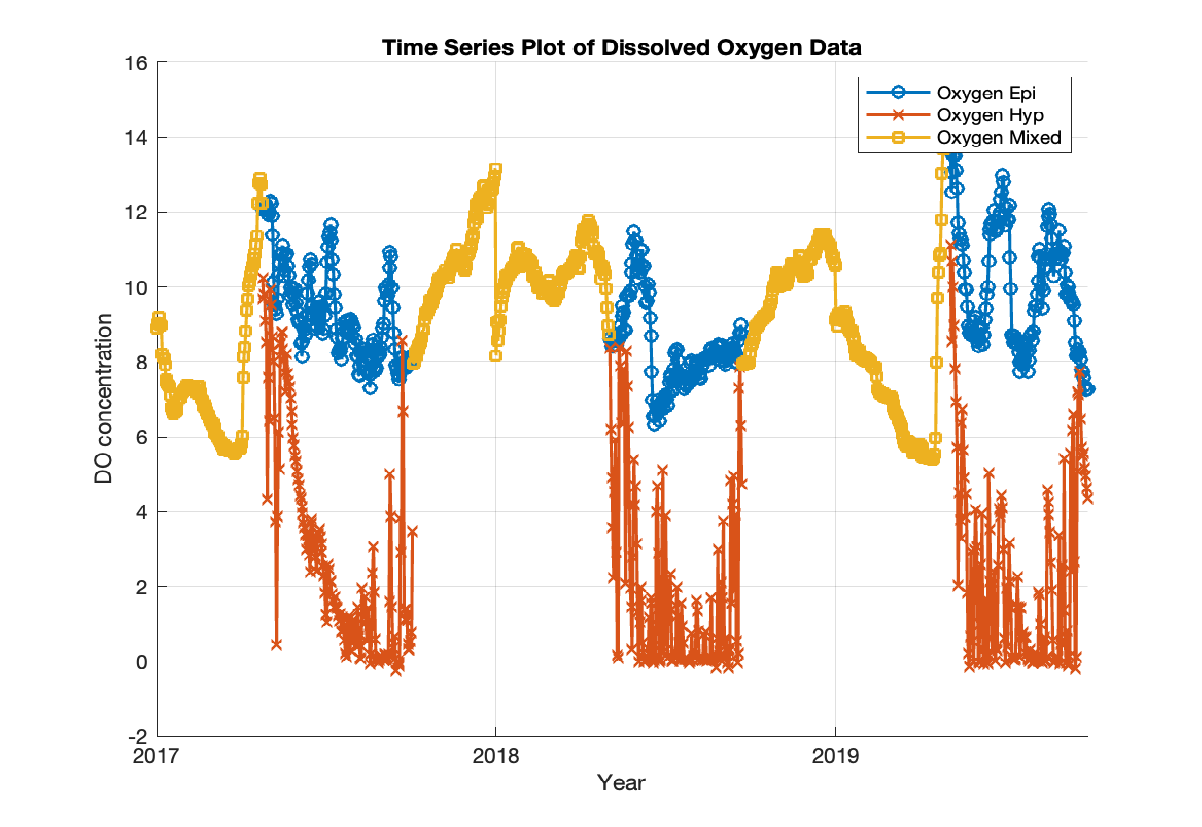 Time Series Plot of Dissolved Oxygen Data
16
14
12
10
8
6
4
2
0
-2
DO concentration
Oxygen Epi
Oxygen Hyp
Oxygen Mixed
2017
2018
2019
Year